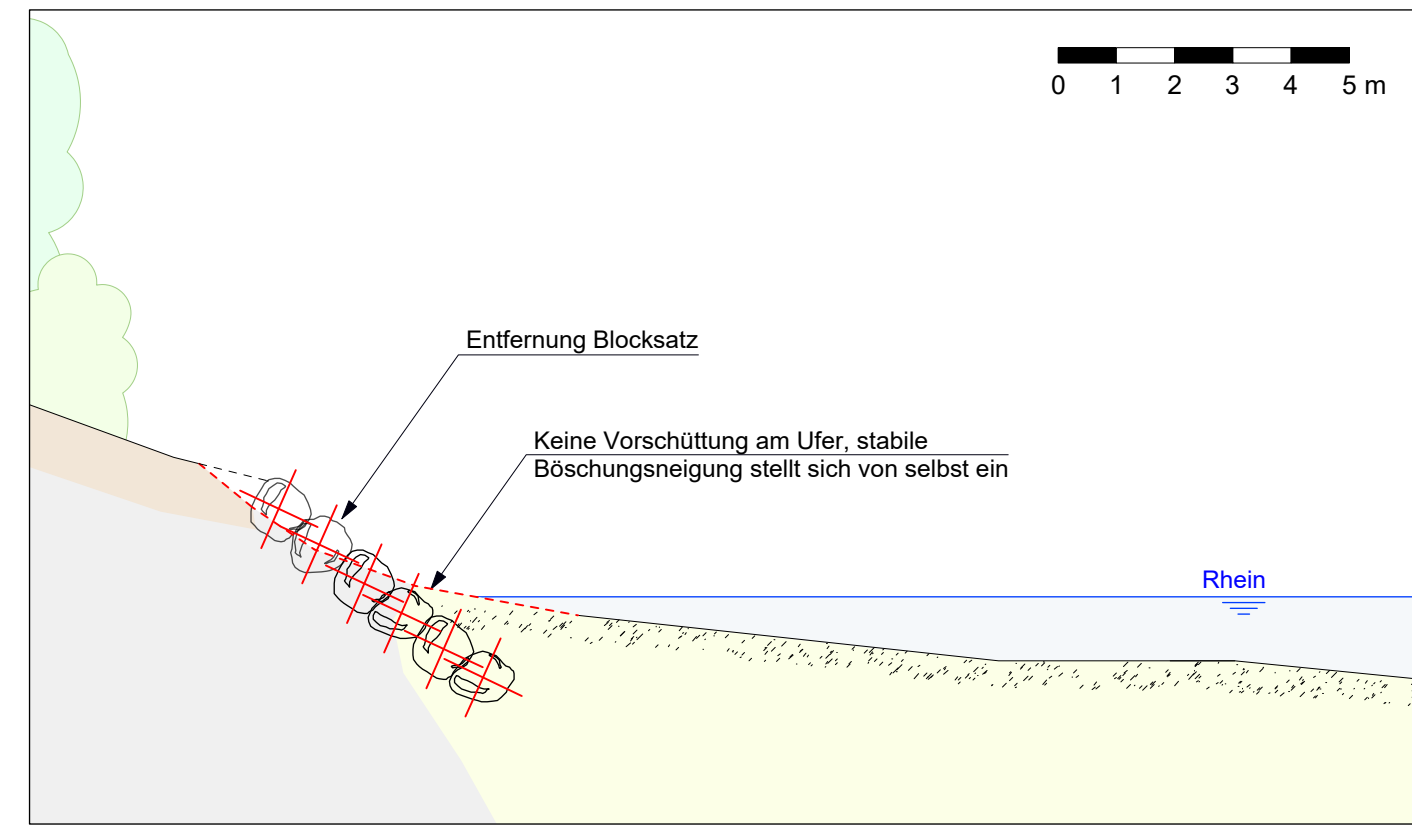 0 1 2 3 4 5 m
Entfernung Blocksatz
Keine Vorschüttung am Ufer, stabile
Böschungsneigung stellt sich von selbst ein
Rhein